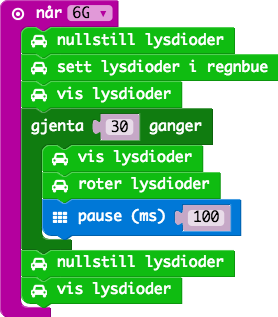 når 6G
nullstill lysdioder
sett lysdioder i regnbue
vis lysdioder
gjenta 30 ganger
vis lysdioder
roter lysdioder
pause (ms) 100
nullstill lysdioder
vis lysdioder